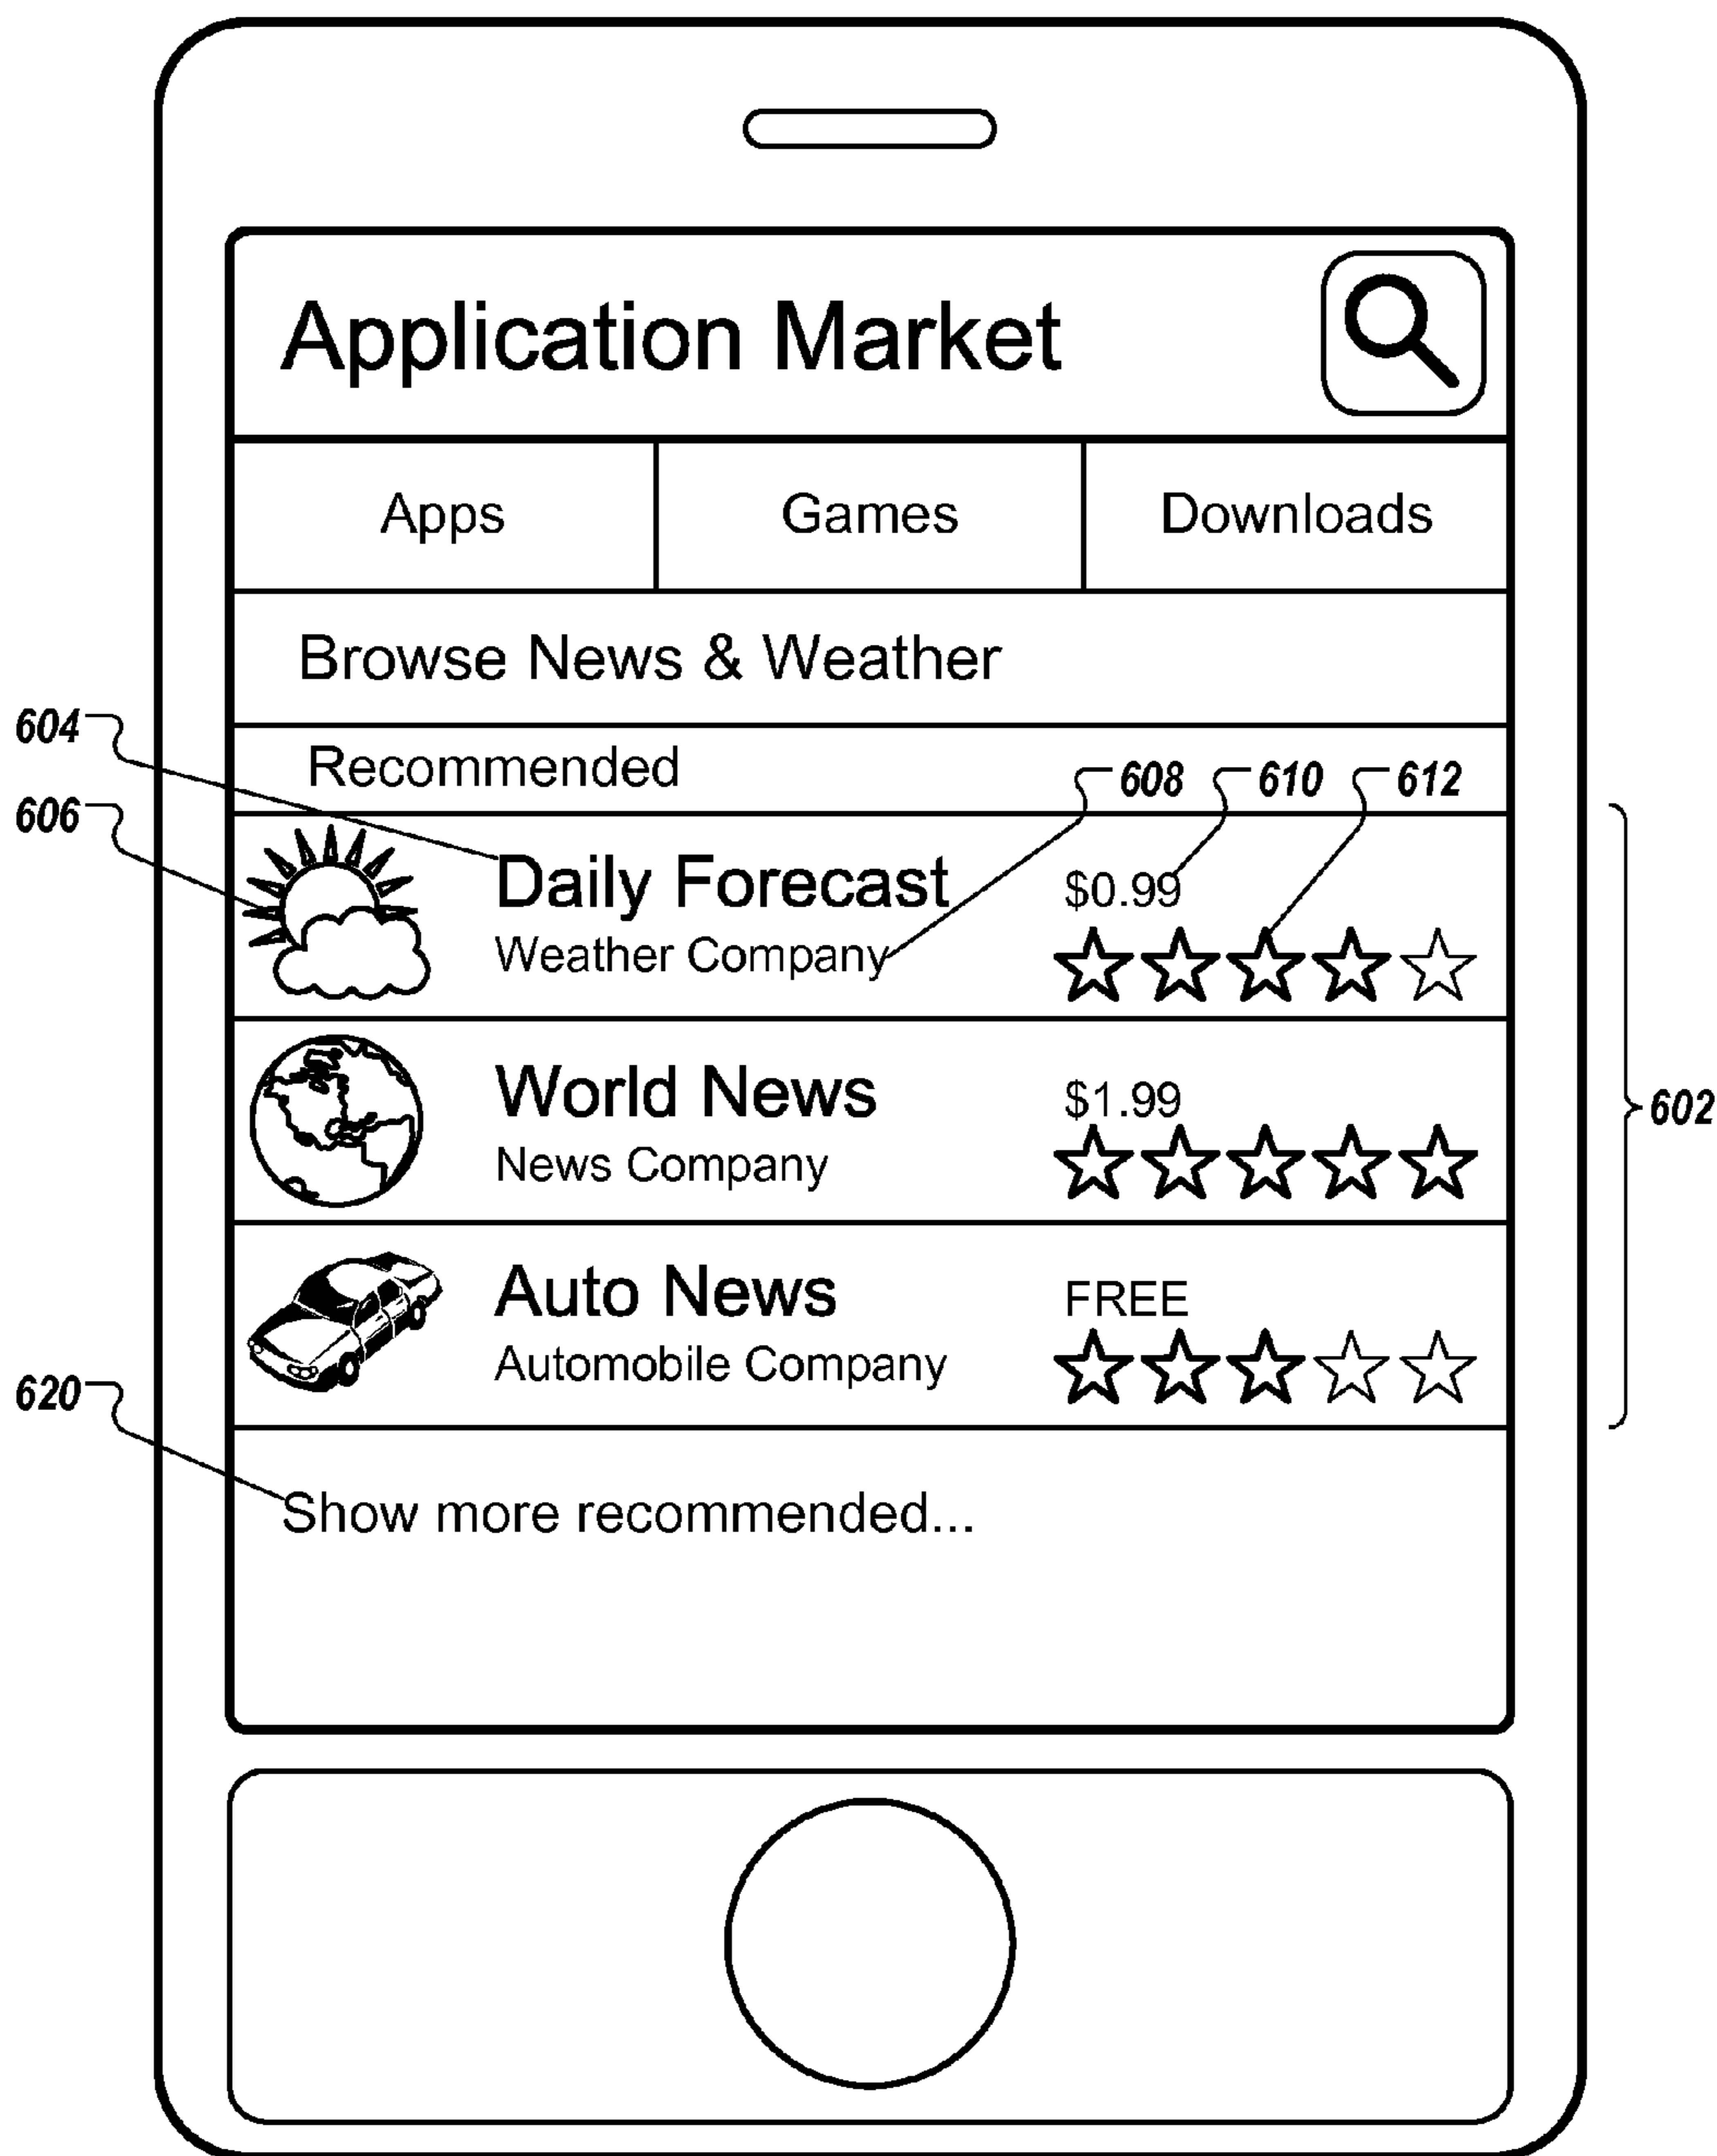 Application Market
Apps Games Downloads
Browse News & Weather
604
Recommended
608 610 612
606
Daily Forecast
$0.99
Weather Company
World News
$1.99
602
News Company
Auto News
FREE
Automobile Company
620
Show more recommended...